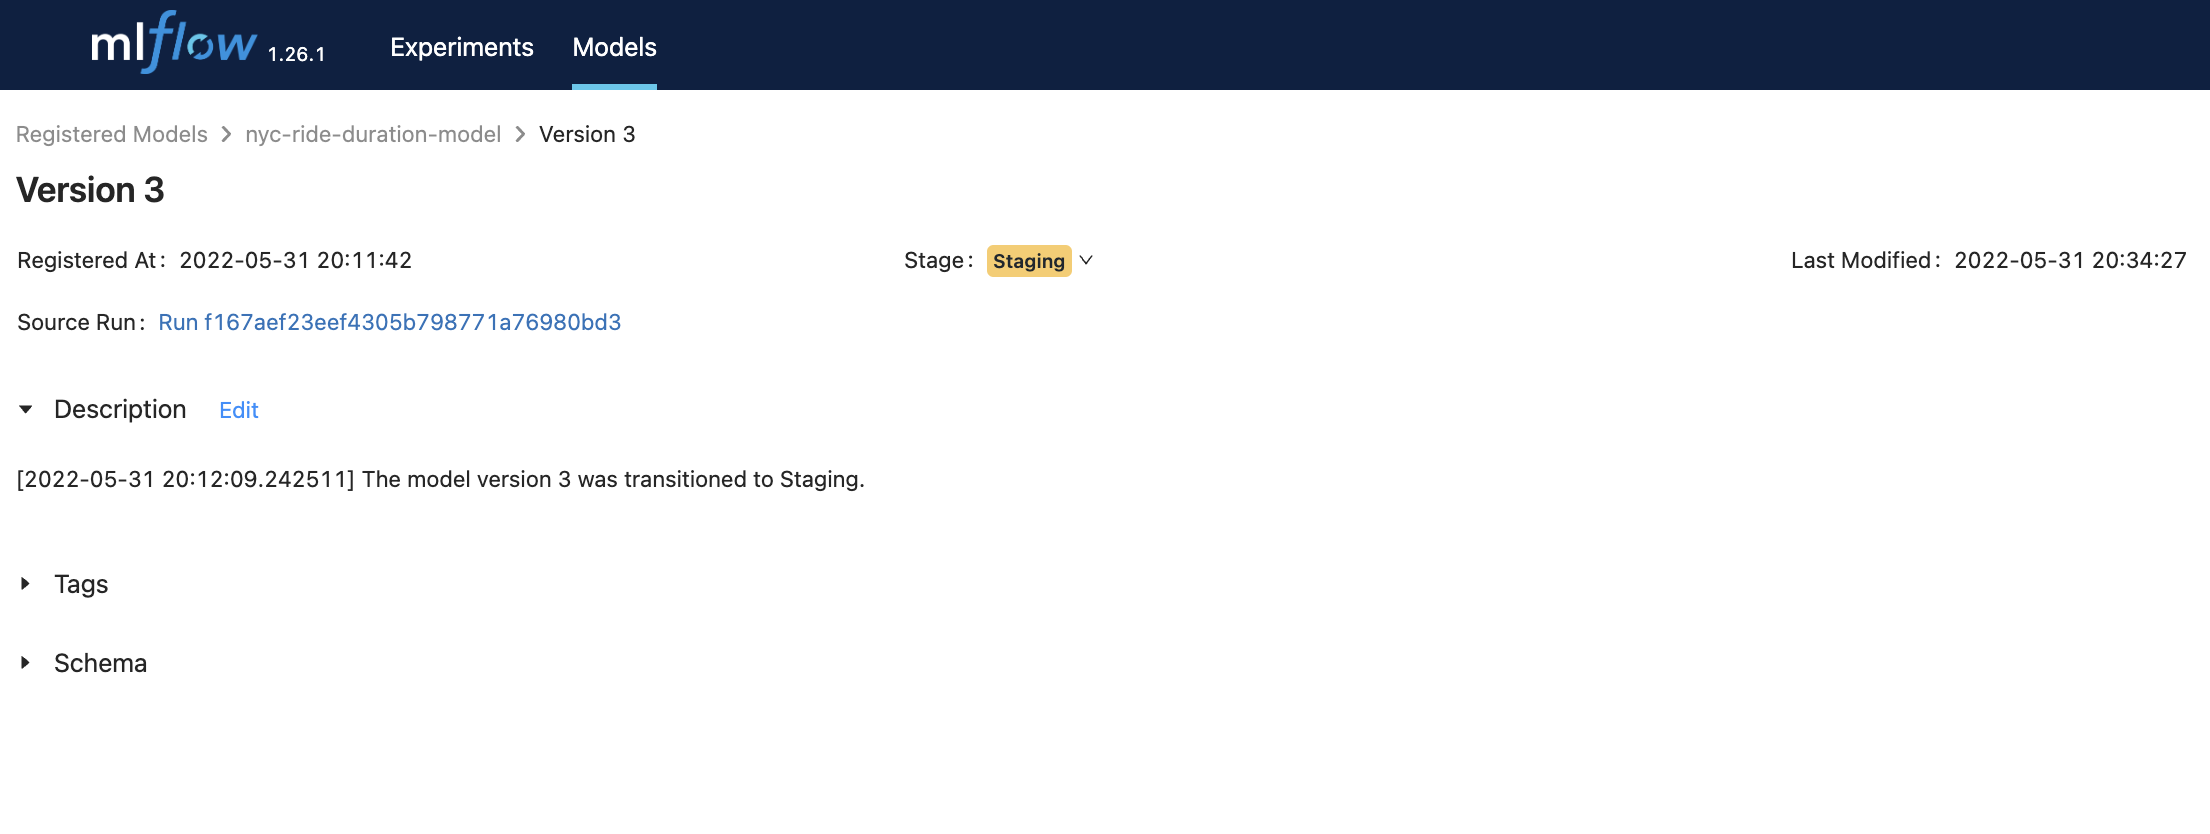 mlflow 1.26.1 Experiments Models
Registered Models > nyc-ride-duration-model > Version 3
Version 3
Registered At: 2022-05-31 20:11:42 Stage: Staging Last Modified: 2022-05-31 20:34:27
Source Run: Run f167aef23eef4305b798771a76980bd3
Description Edit
[2022-05-31 20:12:09.242511] The model version 3 was transitioned to Staging.
Tags
Schema